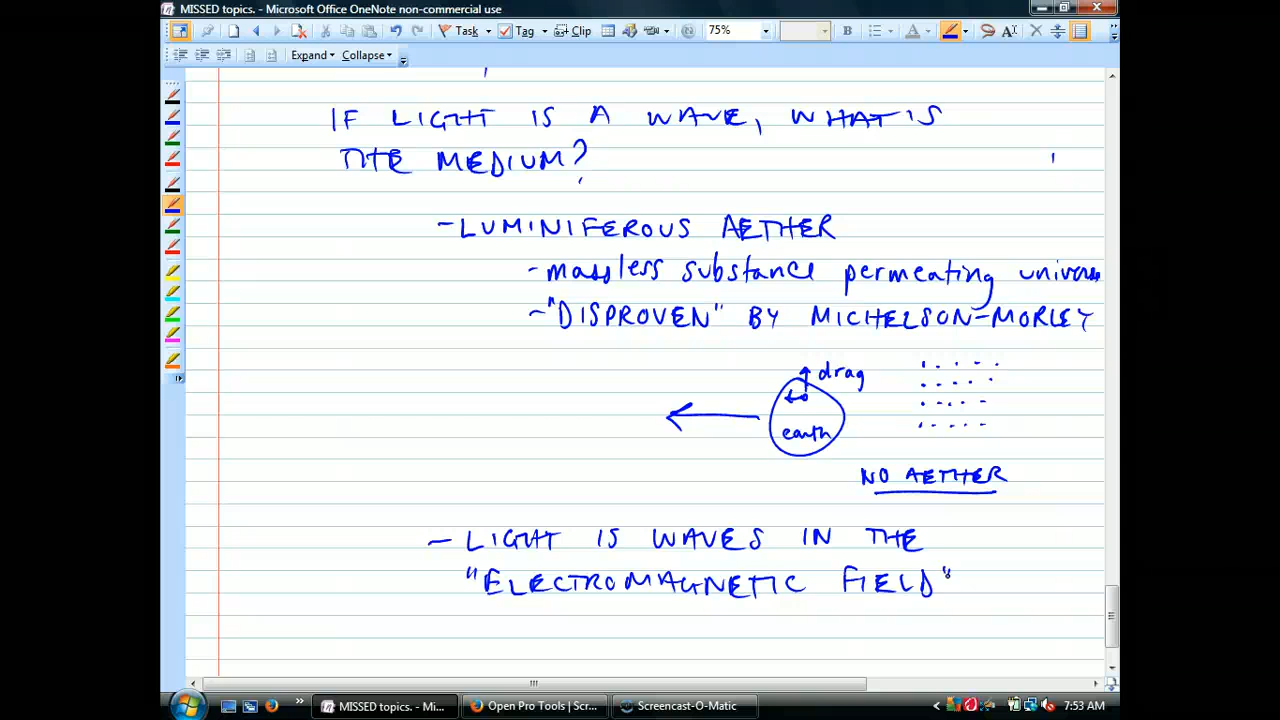 MISSED topics. - Microsoft Office OneNote non-commercial use
Task Tag Clip 75% B A
Expand Collapse
IF LIGHT IS A WAVE, WHAT IS
THE MEDIUM?
- LUMINIFEROUS AETHER
- massless substance permeating univers
- "DISPROVEN" BY MICHELSON-MORLEY
drag
earth
NO AETHER
- LIGHT IS WAVES IN THE
"ELECTROMAGNETIC FIELD"
MISSED topics. - Mi... Open Pro Tools | Scr... Screencast-O-Matic 7:53 AM